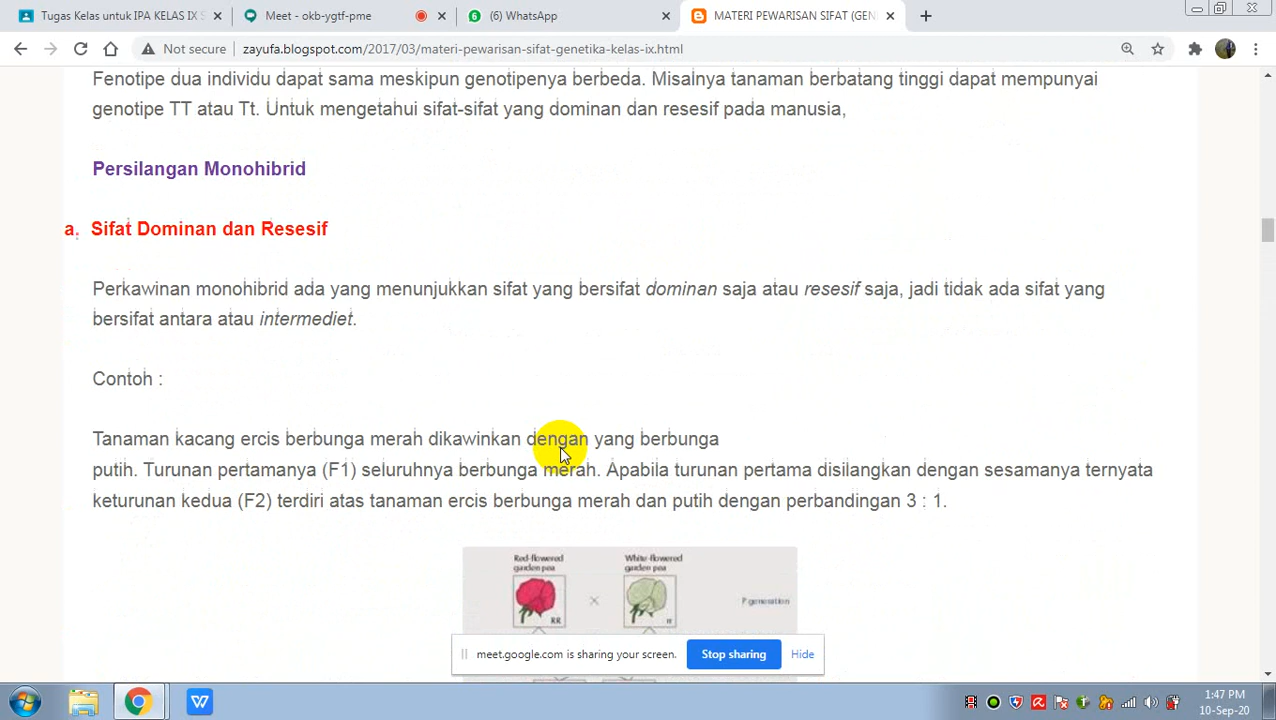 Tugas Kelas untuk IPA KELAS IX S
Meet - okb-ygtf-pme
(6) WhatsApp
MATERI PEWARISAN SIFAT (GEN
Not secure
zayufa.blogspot.com/2017/03/materi-pewarisan-sifat-genetika-kelas-ix.html
Fenotipe dua individu dapat sama meskipun genotipenya berbeda. Misalnya tanaman berbatang tinggi dapat mempunyai
genotipe TT atau Tt. Untuk mengetahui sifat-sifat yang dominan dan resesif pada manusia,
Persilangan Monohibrid
a. Sifat Dominan dan Resesif
Perkawinan monohibrid ada yang menunjukkan sifat yang bersifat dominan saja atau resesif saja, jadi tidak ada sifat yang
bersifat antara atau intermediet.
Contoh :
Tanaman kacang ercis berbunga merah dikawinkan dengan yang berbunga
putih. Turunan pertamanya (F1) seluruhnya berbunga merah. Apabila turunan pertama disilangkan dengan sesamanya ternyata
keturunan kedua (F2) terdiri atas tanaman ercis berbunga merah dan putih dengan perbandingan 3 : 1.
Red-flowered
garden pea
White-flowered
garden pea
RR
rr
P generation
meet.google.com is sharing your screen.
Stop sharing
Hide
1:47 PM
10-Sep-20